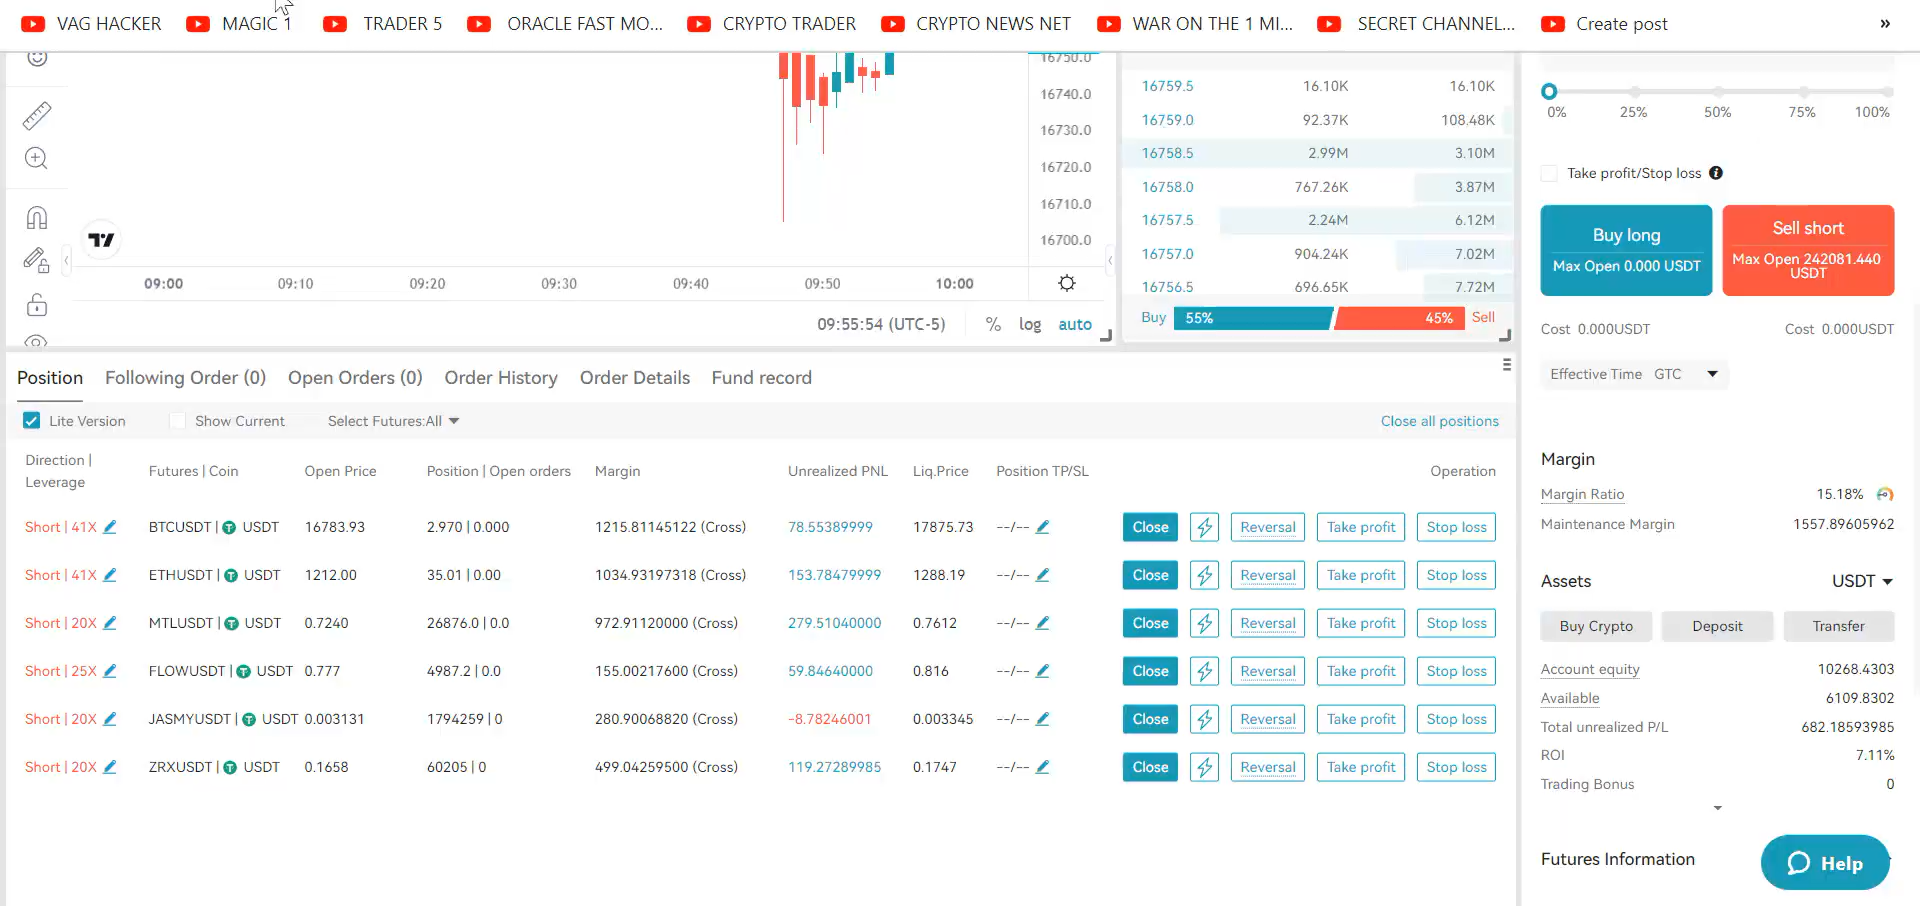 VAG HACKER MAGIC 1 TRADER 5 ORACLE FAST MO... CRYPTO TRADER CRYPTO NEWS NET WAR ON THE 1 MI... SECRET CHANNEL... Create post »
16750.0
16740.0
16730.0
16720.0
16710.0
16700.0
09:00 09:10 09:20 09:30 09:40 09:50 10:00
09:55:54 (UTC-5) % log auto
16759.5 16.10K 16.10K
16759.0 92.37K 108.48K
16758.5 2.99M 3.10M
16758.0 767.26K 3.87M
16757.5 2.24M 6.12M
16757.0 904.24K 7.02M
16756.5 696.65K 7.72M
Buy 55% 45% Sell
0% 25% 50% 75% 100%
Take profit/Stop loss
Buy long
Max Open 0.000 USDT
Sell short
Max Open 242081.440
USDT
Cost 0.000USDT Cost 0.000USDT
Effective Time GTC
Position Following Order (0) Open Orders (0) Order History Order Details Fund record
Lite Version Show Current Select Futures:All Close all positions
Direction |
Leverage
Futures | Coin Open Price Position | Open orders Margin Unrealized PNL Liq.Price Position TP/SL Operation
Short | 41X BTCUSDT | USDT 16783.93 2.970 | 0.000 1215.81145122 (Cross) 78.55389999 17875.73 --/-- Close Reversal Take profit Stop loss
Short | 41X ETHUSDT | USDT 1212.00 35.01 | 0.00 1034.93197318 (Cross) 153.78479999 1288.19 --/-- Close Reversal Take profit Stop loss
Short | 20X MTLUSDT | USDT 0.7240 26876.0 | 0.0 972.91120000 (Cross) 279.51040000 0.7612 --/-- Close Reversal Take profit Stop loss
Short | 25X FLOWUSDT | USDT 0.777 4987.2 | 0.0 155.00217600 (Cross) 59.84640000 0.816 --/-- Close Reversal Take profit Stop loss
Short | 20X JASMYUSDT | USDT 0.003131 1794259 | 0 280.90068820 (Cross) -8.78246001 0.003345 --/-- Close Reversal Take profit Stop loss
Short | 20X ZRXUSDT | USDT 0.1658 60205 | 0 499.04259500 (Cross) 119.27289985 0.1747 --/-- Close Reversal Take profit Stop loss
Margin
Margin Ratio 15.18%
Maintenance Margin 1557.89605962
Assets USDT
Buy Crypto Deposit Transfer
Account equity 10268.4303
Available 6109.8302
Total unrealized P/L 682.18593985
ROI 7.11%
Trading Bonus 0
Futures Information
Help